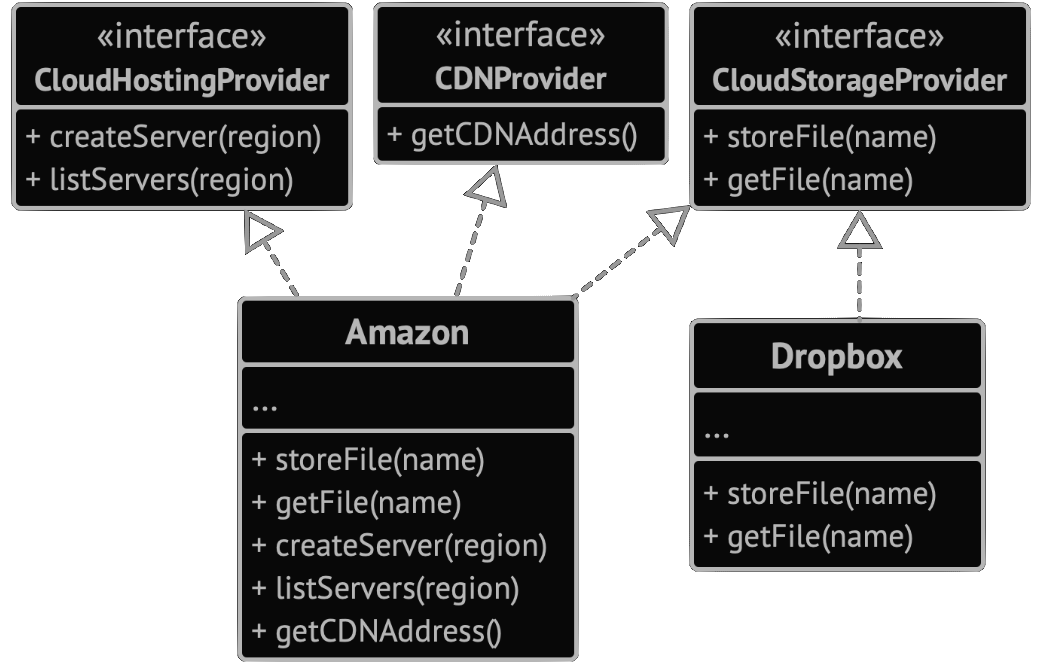 «interface»
CloudHostingProvider
+ createServer(region)
+ listServers(region)
«interface»
CDNProvider
+ getCDNAddress()
«interface»
CloudStorageProvider
+ storeFile(name)
+ getFile(name)
Amazon
...
+ storeFile(name)
+ getFile(name)
+ createServer(region)
+ listServers(region)
+ getCDNAddress()
Dropbox
...
+ storeFile(name)
+ getFile(name)